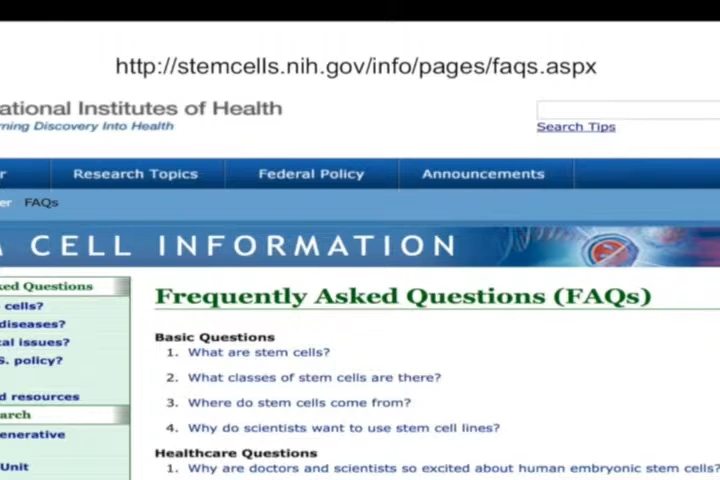 http://stemcells.nih.gov/info/pages/faqs.aspx
ational Institutes of Health
rning Discovery Into Health
Search Tips
r Research Topics Federal Policy Announcements
er FAQs
CELL INFORMATION
ked Questions
cells?
diseases?
cal issues?
S. policy?
d resources
arch
enerative
Unit
Frequently Asked Questions (FAQs)
Basic Questions
1. What are stem cells?
2. What classes of stem cells are there?
3. Where do stem cells come from?
4. Why do scientists want to use stem cell lines?
Healthcare Questions
1. Why are doctors and scientists so excited about human embryonic stem cells?